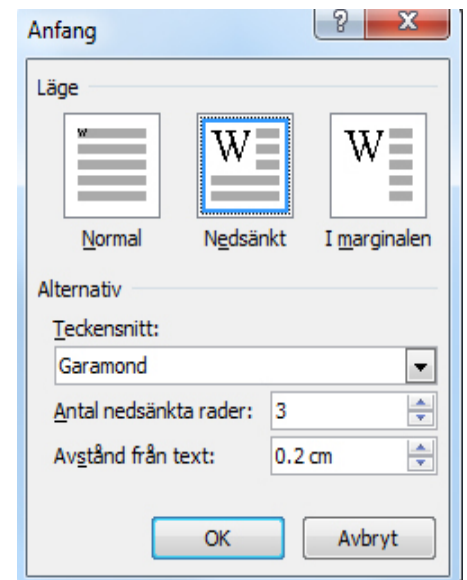 Anfang
Läge
W W W
Normal Nedsänkt I marginalen
Alternativ
Teckensnitt:
Garamond
Antal nedsänkta rader: 3
Avstånd från text: 0.2 cm
OK Avbryt